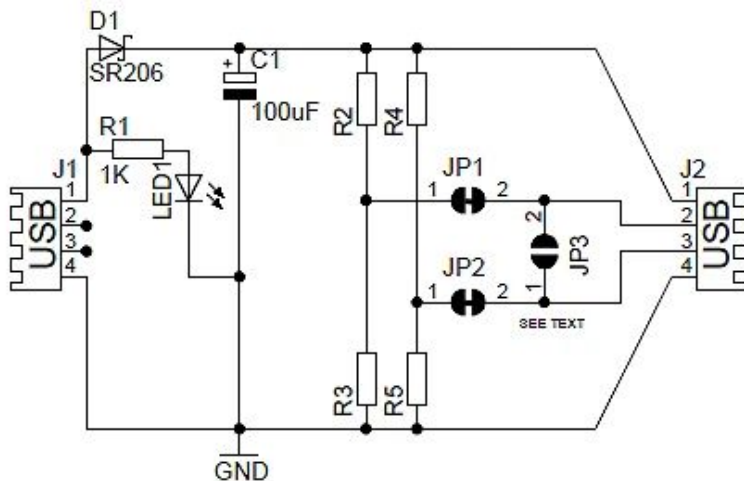 D1
SR206
+
C1
100uF
R1
1K
LED1
R2
R4
J1
1
2
3
4
USB
JP1
1
2
JP2
1
2
2
JP3
1
SEE TEXT
J2
1
2
3
4
USB
R3
R5
GND